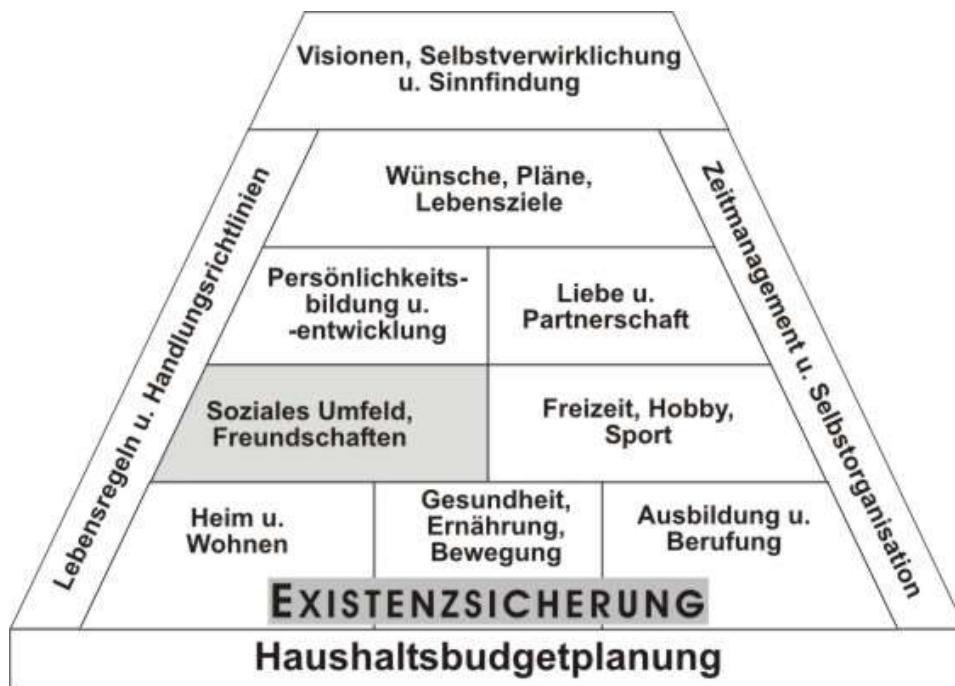 Visionen, Selbstverwirklichung
u. Sinnfindung
Lebensregeln u. Handlungsrichtlinien
Wünsche, Pläne,
Lebensziele
Zeitmanagement u. Selbstorganisation
Persönlichkeits-
bildung u.
-entwicklung
Liebe u.
Partnerschaft
Soziales Umfeld,
Freundschaften
Freizeit, Hobby,
Sport
Heim u.
Wohnen
Gesundheit,
Ernährung,
Bewegung
Ausbildung u.
Berufung
EXISTENZSICHERUNG
Haushaltsbudgetplanung